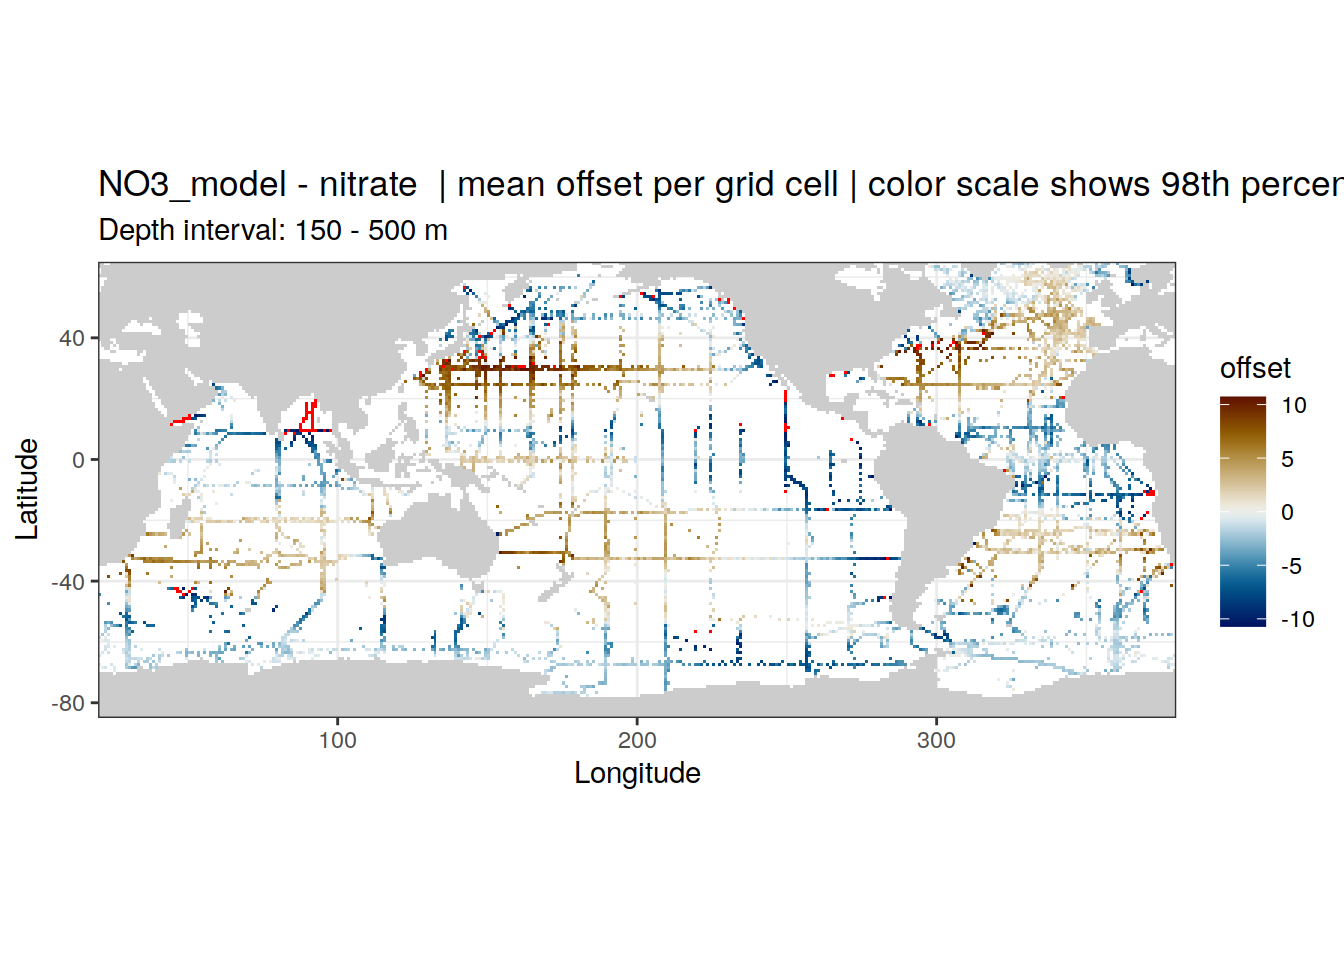 NO3_model - nitrate | mean offset per grid cell | color scale shows 98th
Depth interval: 150 - 500 m
offset
10
5
0
-5
-10
40
0
-40
-80
100
200
300
Longitude
Latitude